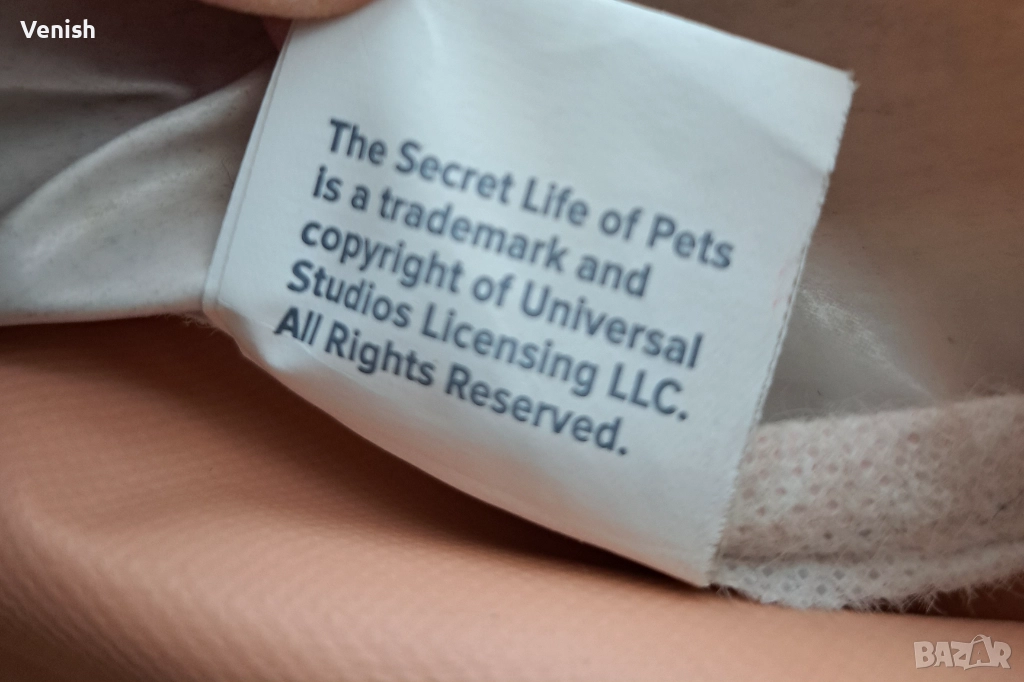 Venish
The Secret Life of Pets
is a trademark and
copyright of Universal
Studios Licensing LLC.
All Rights Reserved.
BAZAR